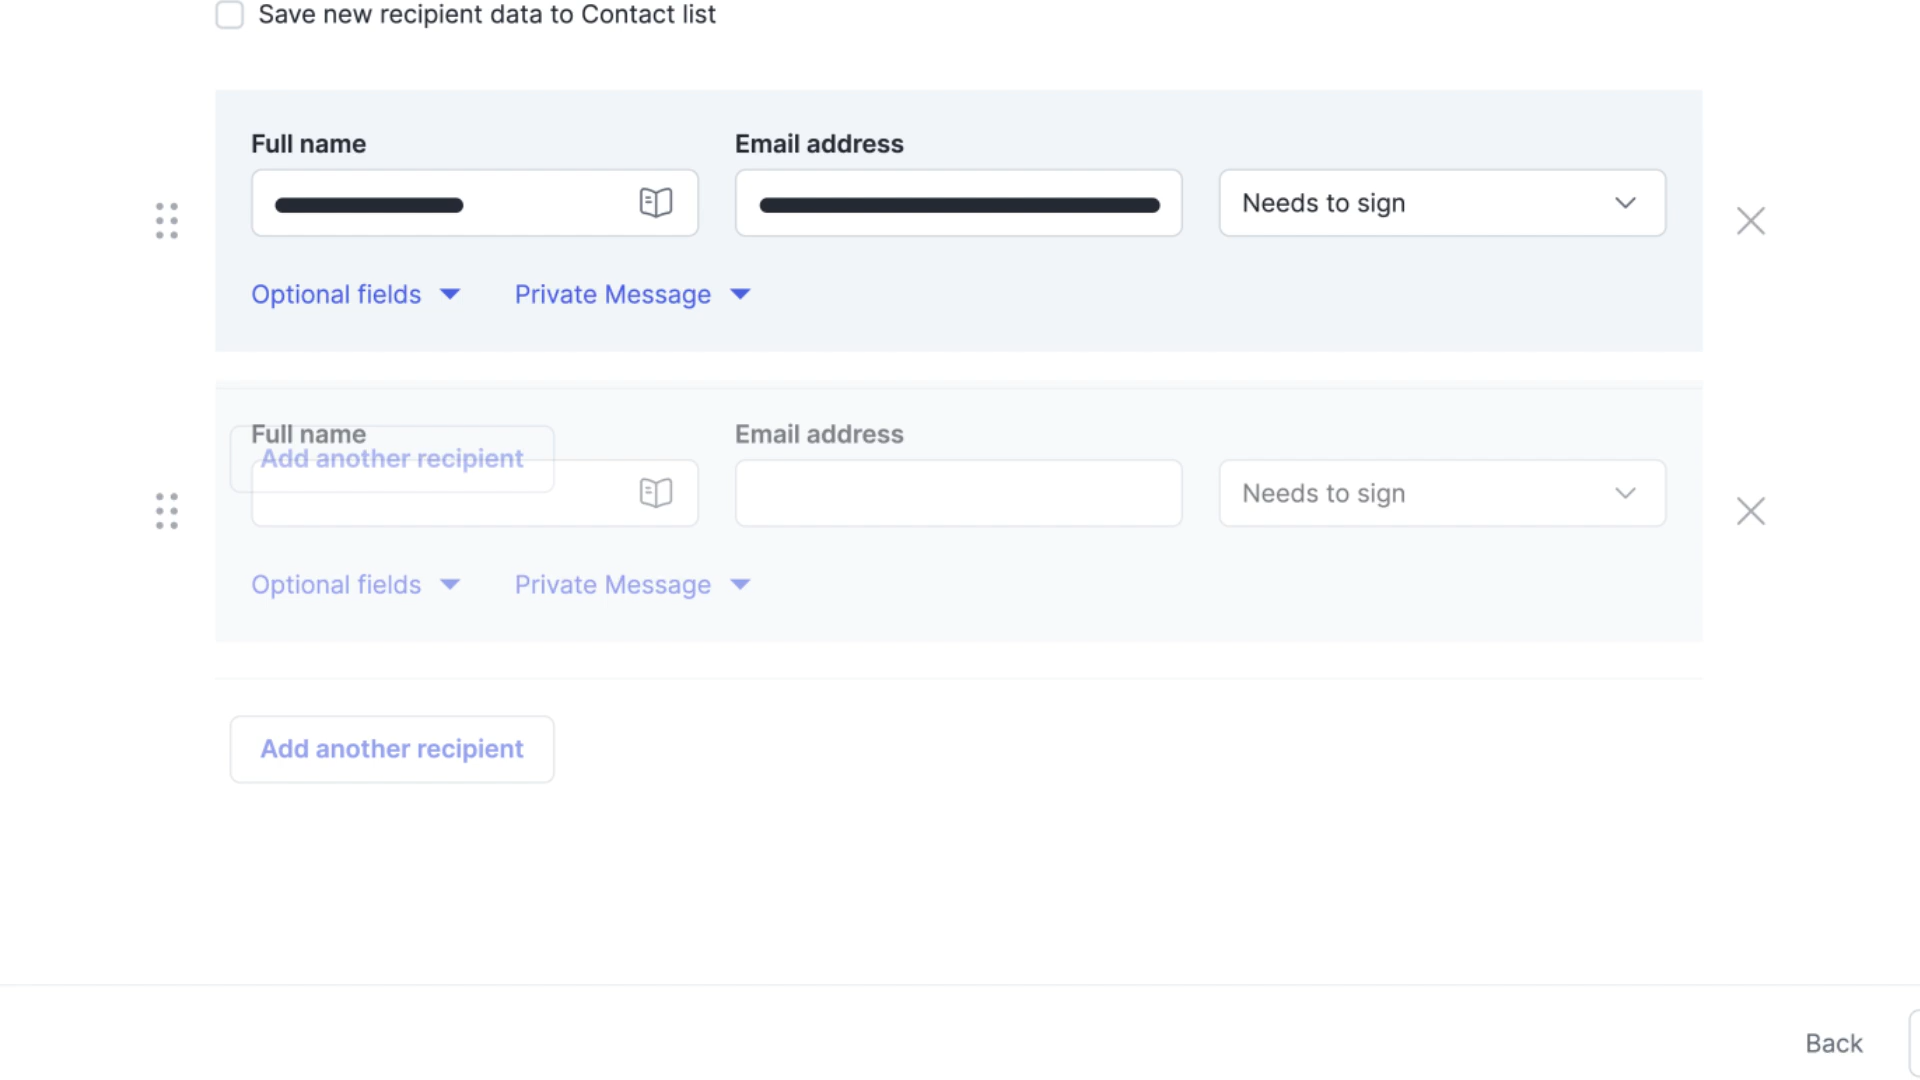 Save new recipient data to Contact list
Full name
Email address
Needs to sign
Optional fields
Private Message
Full name
Add another recipient
Email address
Needs to sign
Optional fields
Private Message
Add another recipient
Back